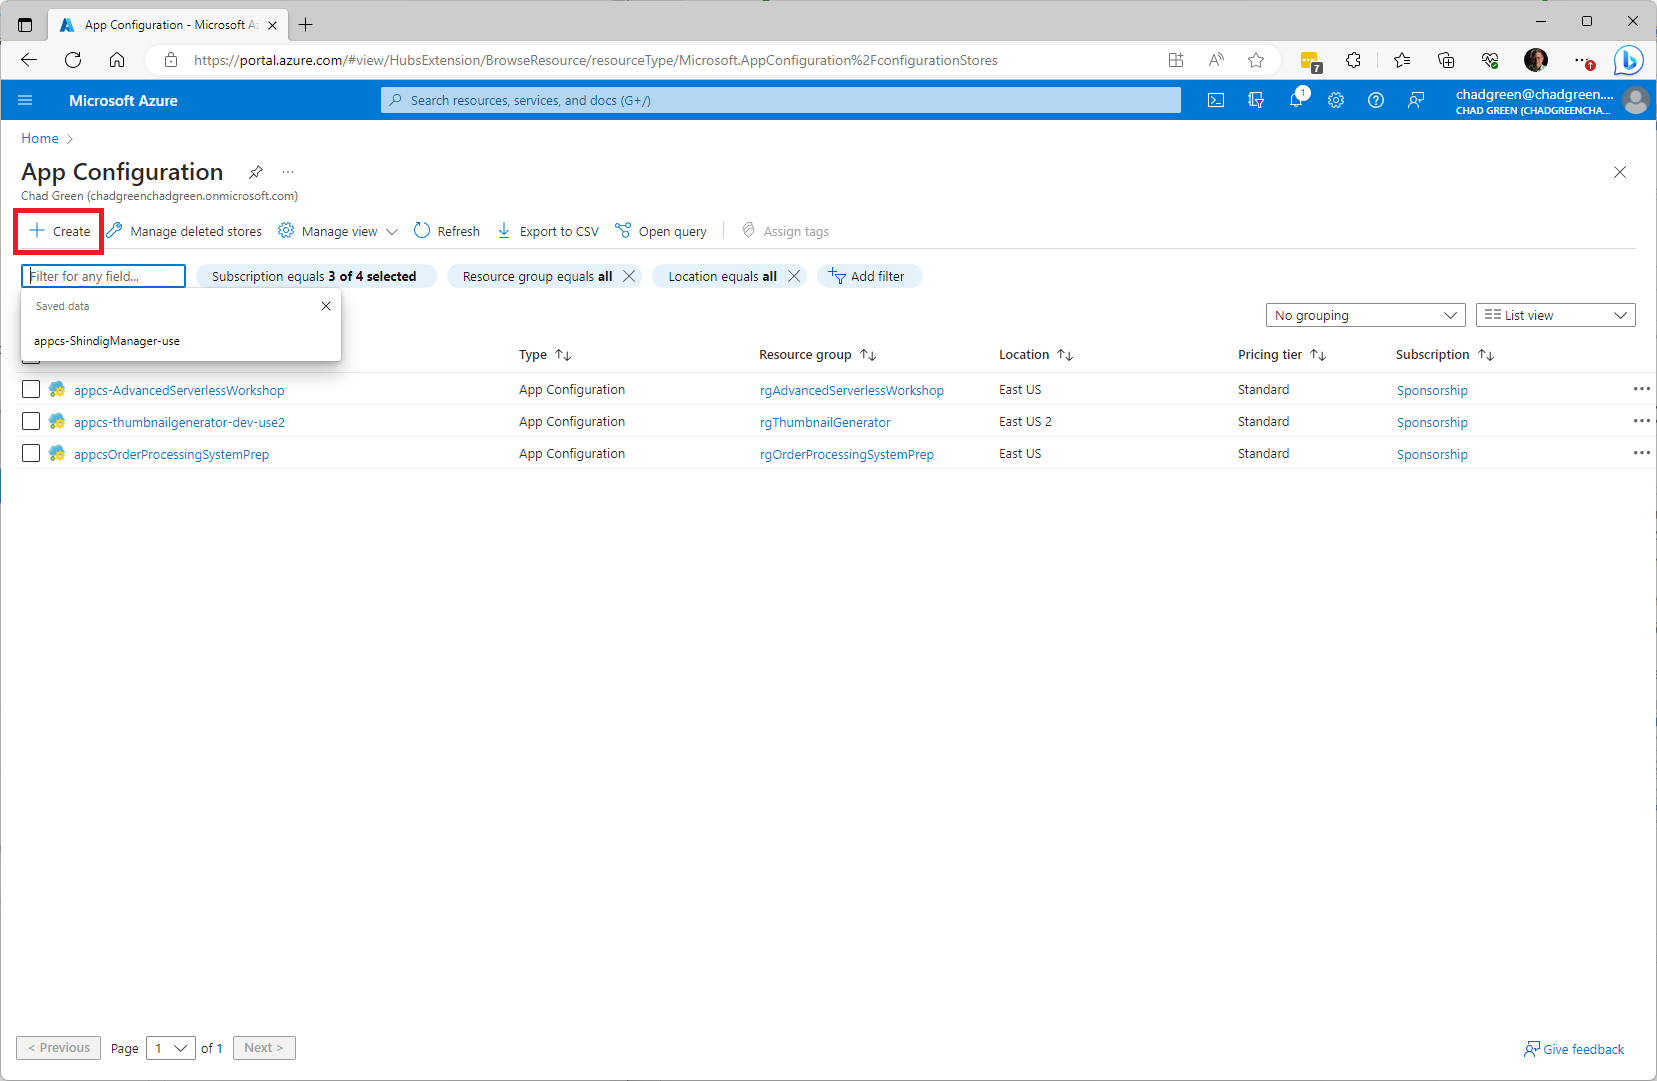 App Configuration - Microsoft A
https://portal.azure.com/#view/HubsExtension/BrowseResource/resourceType/Microsoft.AppConfiguration%2FconfigurationStores
7
Microsoft Azure
Search resources, services, and docs (G+/)
1
chadgreen@chadgreen....
CHAD GREEN (CHADGREENCHA...
Home
App Configuration
Chad Green (chadgreenchadgreen.onmicrosoft.com)
Create Manage deleted stores Manage view Refresh Export to CSV Open query Assign tags
Filter for any field... Subscription equals 3 of 4 selected Resource group equals all Location equals all Add filter
Saved data
appcs-ShindigManager-use
No grouping List view
Type Resource group Location Pricing tier Subscription
appcs-AdvancedServerlessWorkshop App Configuration rgAdvancedServerlessWorkshop East US Standard Sponsorship
appcs-thumbnailgenerator-dev-use2 App Configuration rgThumbnailGenerator East US 2 Standard Sponsorship
appcsOrderProcessingSystemPrep App Configuration rgOrderProcessingSystemPrep East US Standard Sponsorship
< Previous Page 1 of 1 Next >
Give feedback